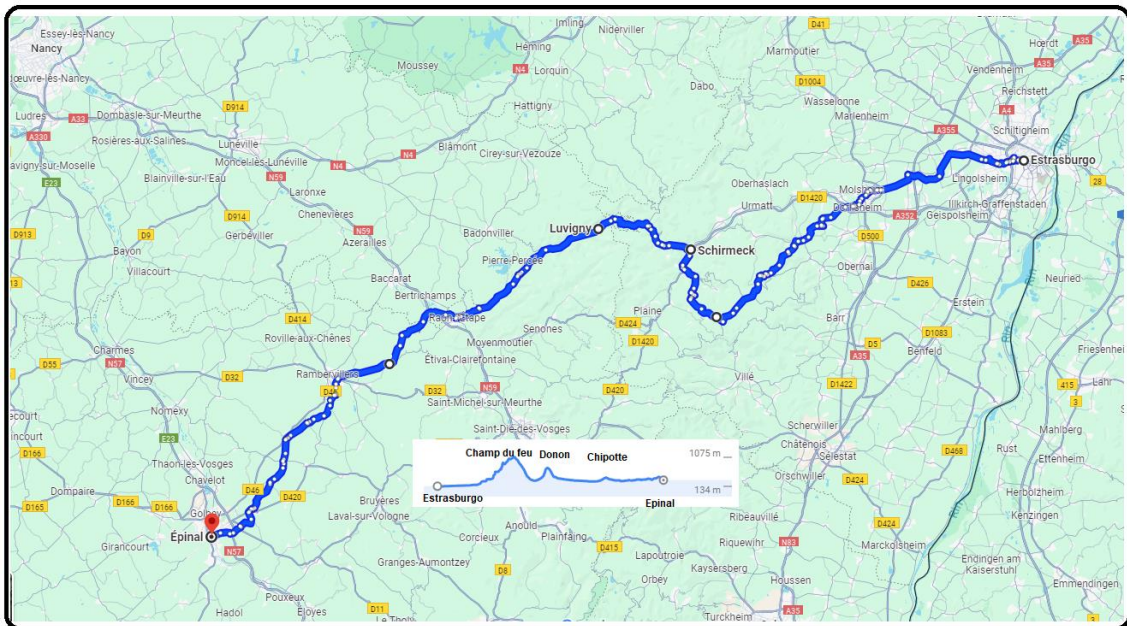 Essey-lès-Nancy
Nancy
Ludres
A330
A33
Dombasle-sur-Meurthe
Rosières-aux-Salines
D914
Lunéville
Moncel-lès-Lunéville
N4
Blainville-sur-l'Eau
N59
Laronxe
Chenevières
D914
Gerbéviller
N59
Azerailles
Baccarat
Bertrichamps
E23
D913
D9
Bayon
Villacourt
Moussey
Imling
Heming
N4
Lorquin
Niderviller
Hattigny
N4
Blâmont
Cirey-sur-Vezouze
Badonviller
Pierre-Percée
Luvigny
Dabo
D41
Marmoutier
D1004
Wasselonne
Marlenheim
Hœrdt
A35
Vendenheim
Reichstett
A4
A355
Schiltigheim
Estrasburgo
Rin
28
Lingolsheim
Illkirch-Graffenstaden
Geispolsheim
A352
Oberhaslach
Urmatt
D1420
Schirmeck
D500
Obernai
D426
Erstein
Neuried
Barr
D1083
Benfeld
D5
A35
Friesenheim
415
Lahr
3
Plaine
D424
D1420
Senones
Moyenmoutier
Étival-Clairefontaine
D414
Roville-aux-Chênes
Rambervillers
D32
D32
Saint-Michel-sur-Meurthe
N59
Saint-Dié-des-Vosges
D420
Villé
D1422
Scherwiller
Châtenois
Sélestat
Orschwiller
D424
Rust
Mahlberg
Ettenheim
3
Herbolzheim
Kenzingen
Rin
D55
Charmes
N57
Vincey
Nomexy
E23
D166
Thaon-les-Vosges
Chavelot
Dompaire
D165
D166
D166
D46
D420
Bruyères
Laval-sur-Vologne
Épinal
Girancourt
N57
Granges-Aumontzey
Corcieux
Anould
Plainfaing
D415
D8
Lapoutroie
Orbey
Ribeauvillé
Riquewihr
Kaysersberg
N83
Houssen
A35
Turckheim
D424
Marckolsheim
Endingen am
Kaiserstuhl
Emmendingen
Hadol
Pouxeux
Eloyes
D11
Champ du feu
Donon
Chipotte
1075 m
134 m
Estrasburgo
Epinal